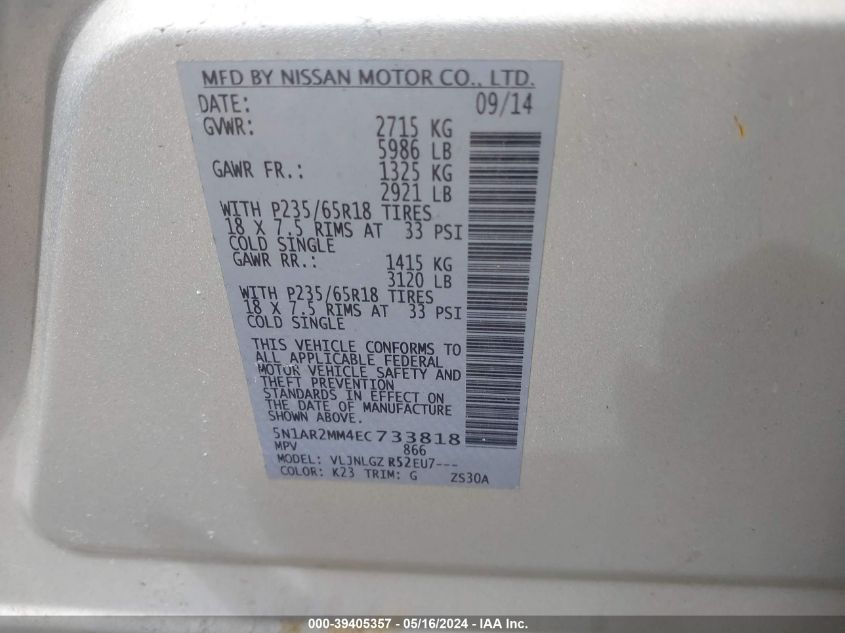 MFD BY NISSAN MOTOR CO., LTD.
DATE: 09/14
GVWR: 2715 KG
5986 LB
GAWR FR.: 1325 KG
2921 LB
WITH P235/65R18 TIRES
18 X 7.5 RIMS AT 33 PSI
COLD SINGLE
GAWR RR.: 1415 KG
3120 LB
WITH P235/65R18 TIRES
18 X 7.5 RIMS AT 33 PSI
COLD SINGLE
THIS VEHICLE CONFORMS TO
ALL APPLICABLE FEDERAL
MOTOR VEHICLE SAFETY AND
THEFT PREVENTION
STANDARDS IN EFFECT ON
THE DATE OF MANUFACTURE
SHOWN ABOVE.
5N1AR2MM4EC733818
MPV 866
MODEL: VLJNLGZ R52EU7---
COLOR: K23 TRIM: G ZS30A
000-39405357 - 05/16/2024 - IAA Inc.